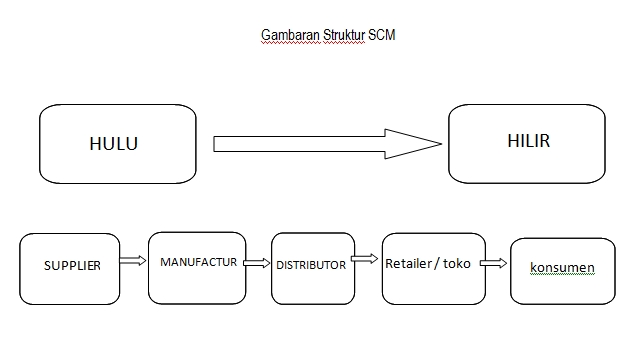 Gambaran Struktur SCM
HULU
HILIR
SUPPLIER
MANUFACTUR
DISTRIBUTOR
Retailer / toko
konsumen